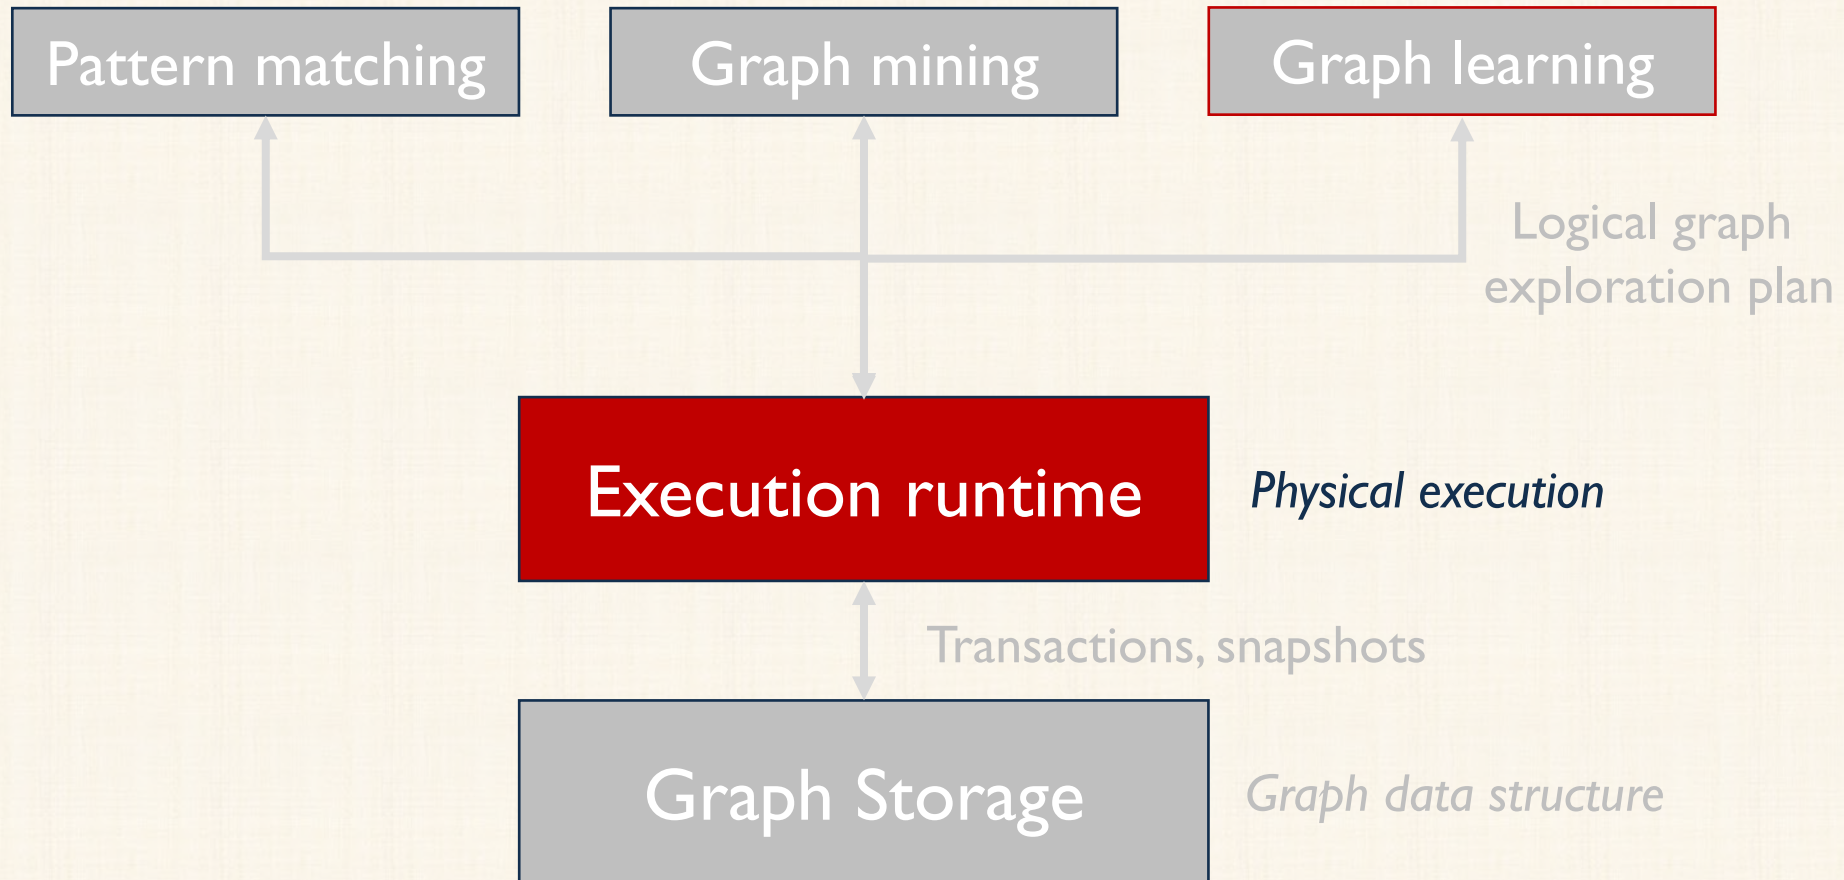 Pattern matching
Graph mining
Graph learning
Logical graph
exploration plan
Execution runtime
Physical execution
Transactions, snapshots
Graph Storage
Graph data structure